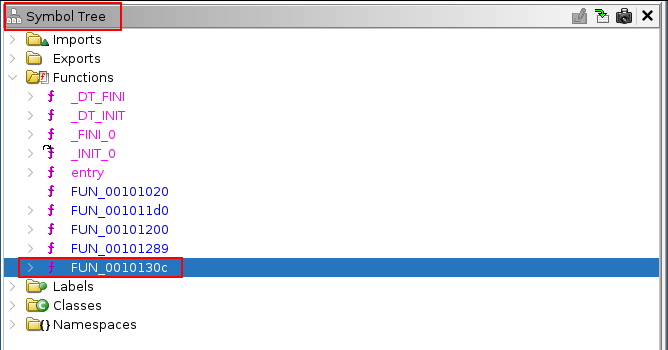 Symbol Tree
Imports
Exports
Functions
_DT_FINI
_DT_INIT
_FINI_0
_INIT_0
entry
FUN_00101020
FUN_001011d0
FUN_00101200
FUN_00101289
FUN_0010130c
Labels
Classes
Namespaces